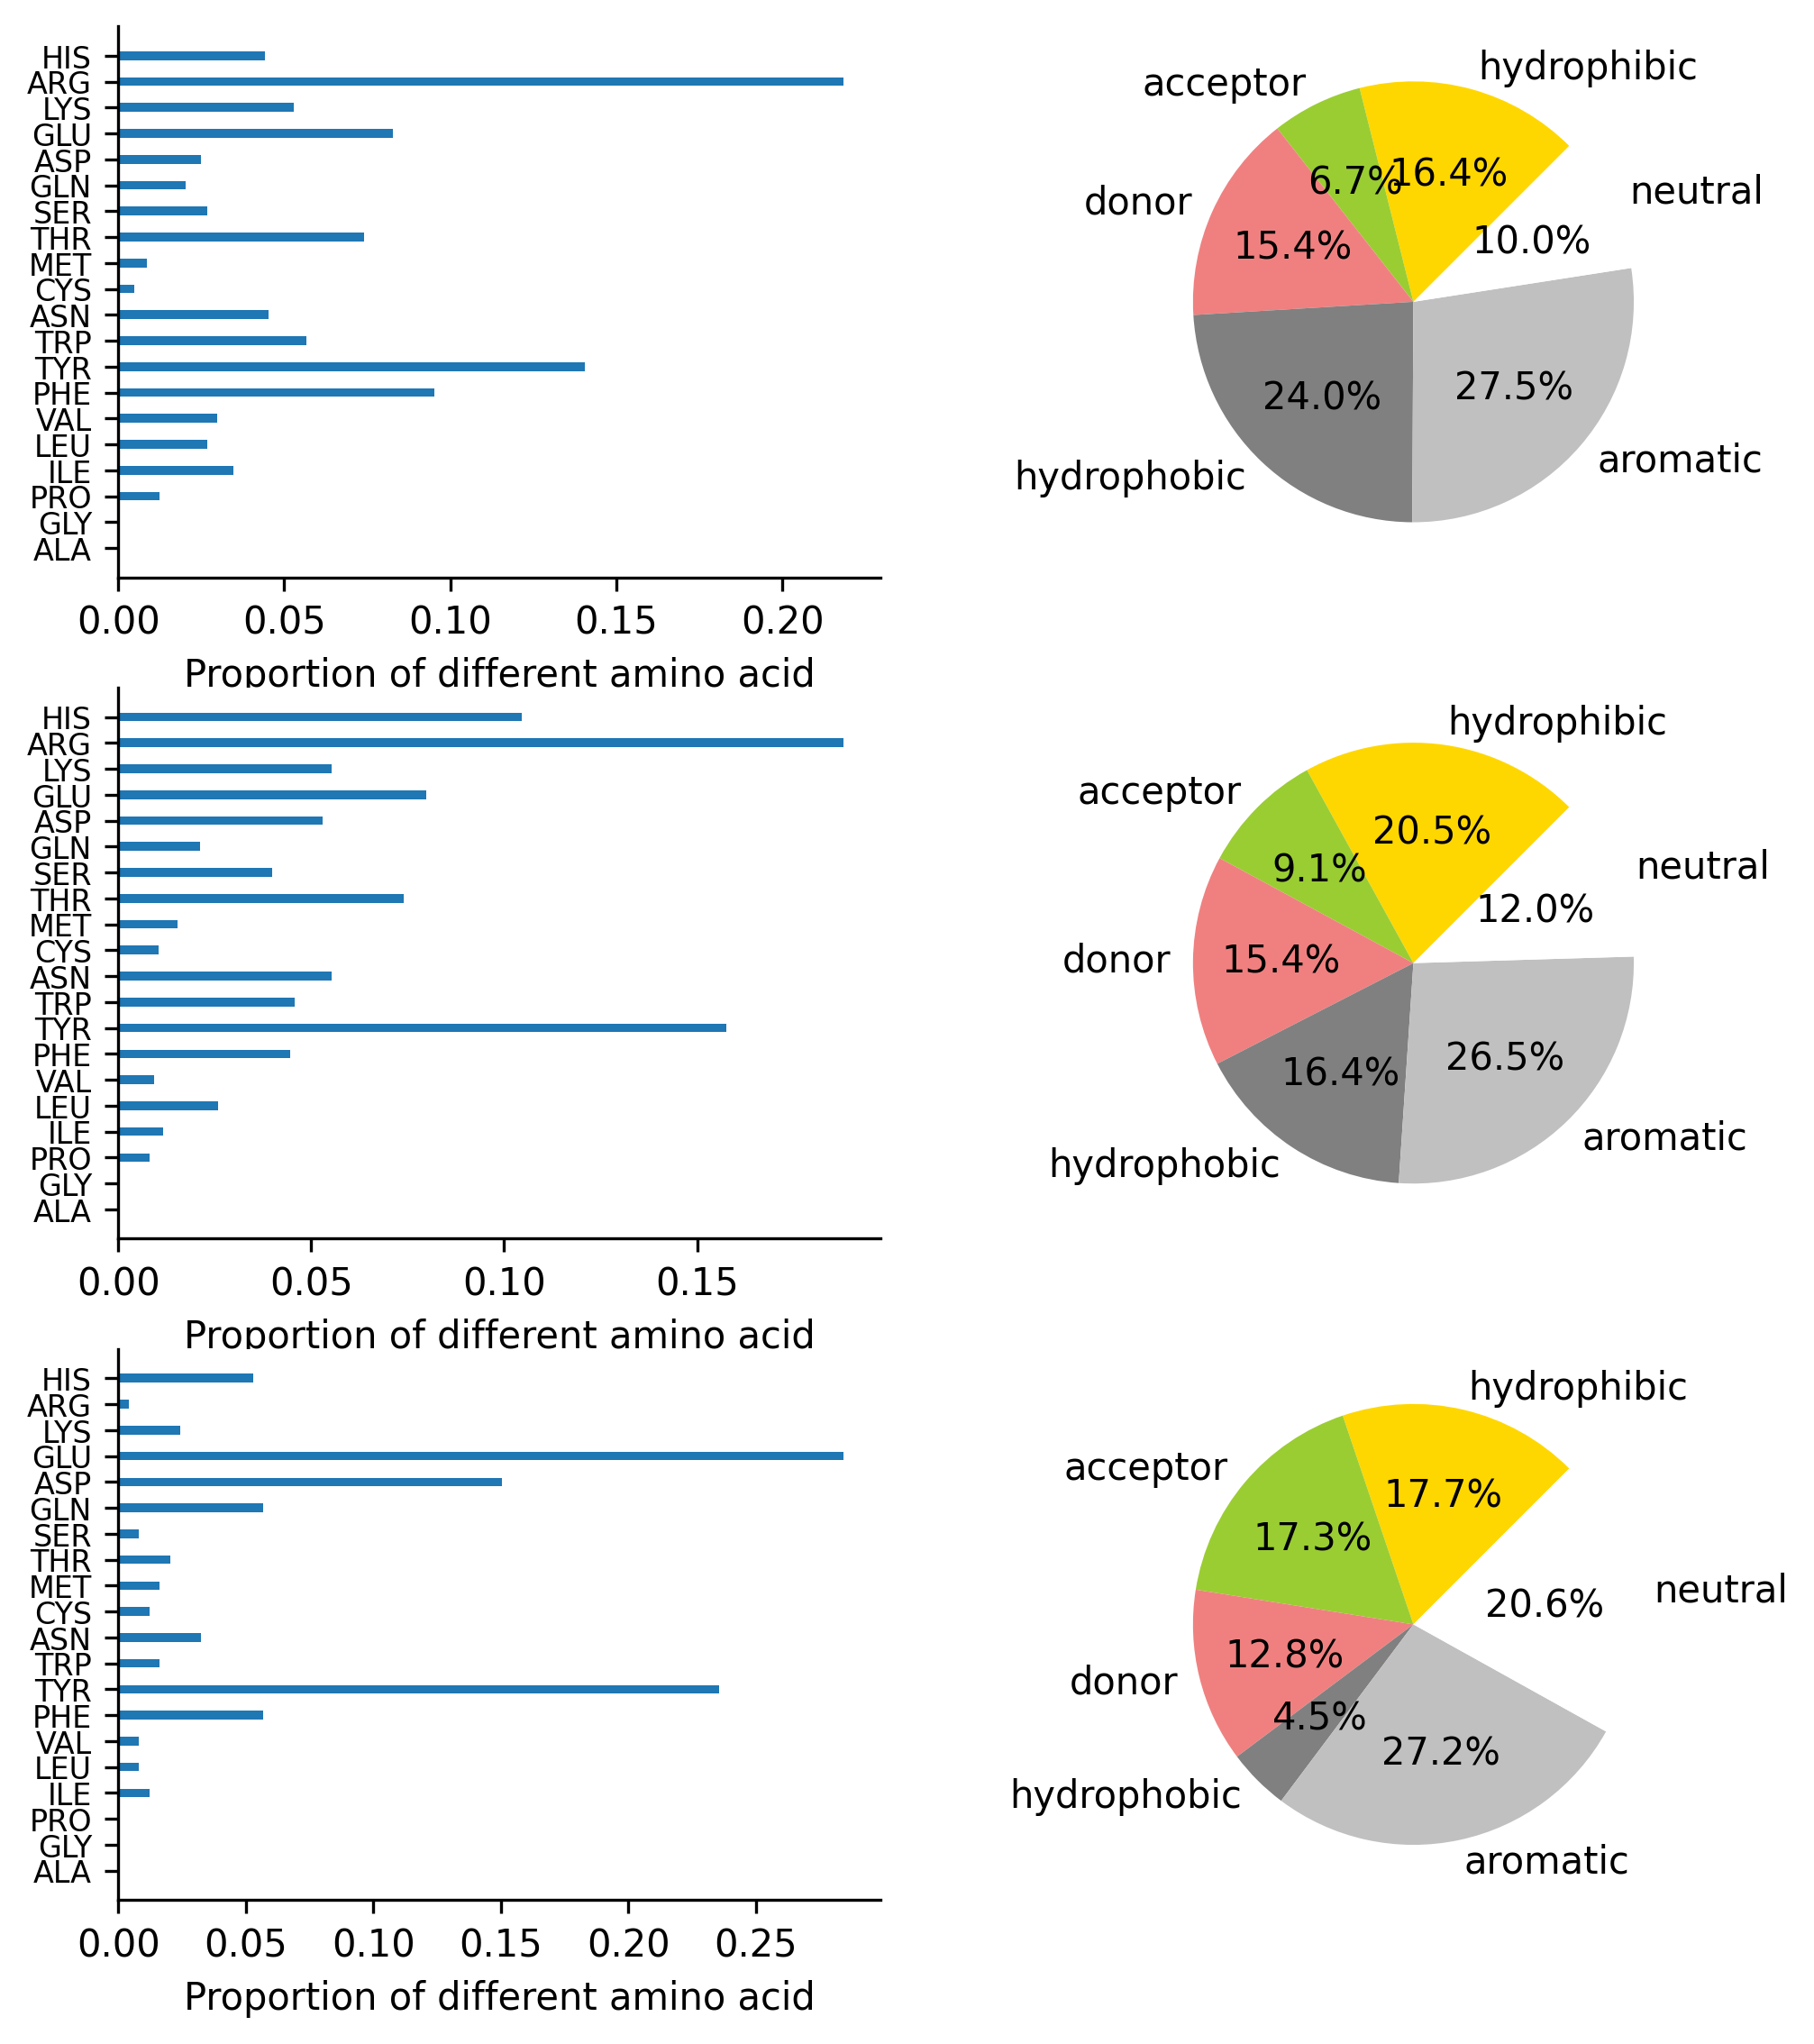 HIS
ARG
LYS
GLU
ASP
GLN
SER
THR
MET
CYS
ASN
TRP
TYR
PHE
VAL
LEU
ILE
PRO
GLY
ALA
0.00 0.05 0.10 0.15 0.20
Proportion of different amino acid
hydrophibic
acceptor
donor
hydrophobic
aromatic
neutral
16.4%
6.7%
15.4%
24.0%
27.5%
10.0%
HIS
ARG
LYS
GLU
ASP
GLN
SER
THR
MET
CYS
ASN
TRP
TYR
PHE
VAL
LEU
ILE
PRO
GLY
ALA
0.00 0.05 0.10 0.15
Proportion of different amino acid
hydrophibic
acceptor
donor
hydrophobic
aromatic
neutral
20.5%
9.1%
15.4%
16.4%
26.5%
12.0%
HIS
ARG
LYS
GLU
ASP
GLN
SER
THR
MET
CYS
ASN
TRP
TYR
PHE
VAL
LEU
ILE
PRO
GLY
ALA
0.00 0.05 0.10 0.15 0.20 0.25
Proportion of different amino acid
hydrophibic
acceptor
donor
hydrophobic
aromatic
neutral
17.7%
17.3%
12.8%
4.5%
27.2%
20.6%